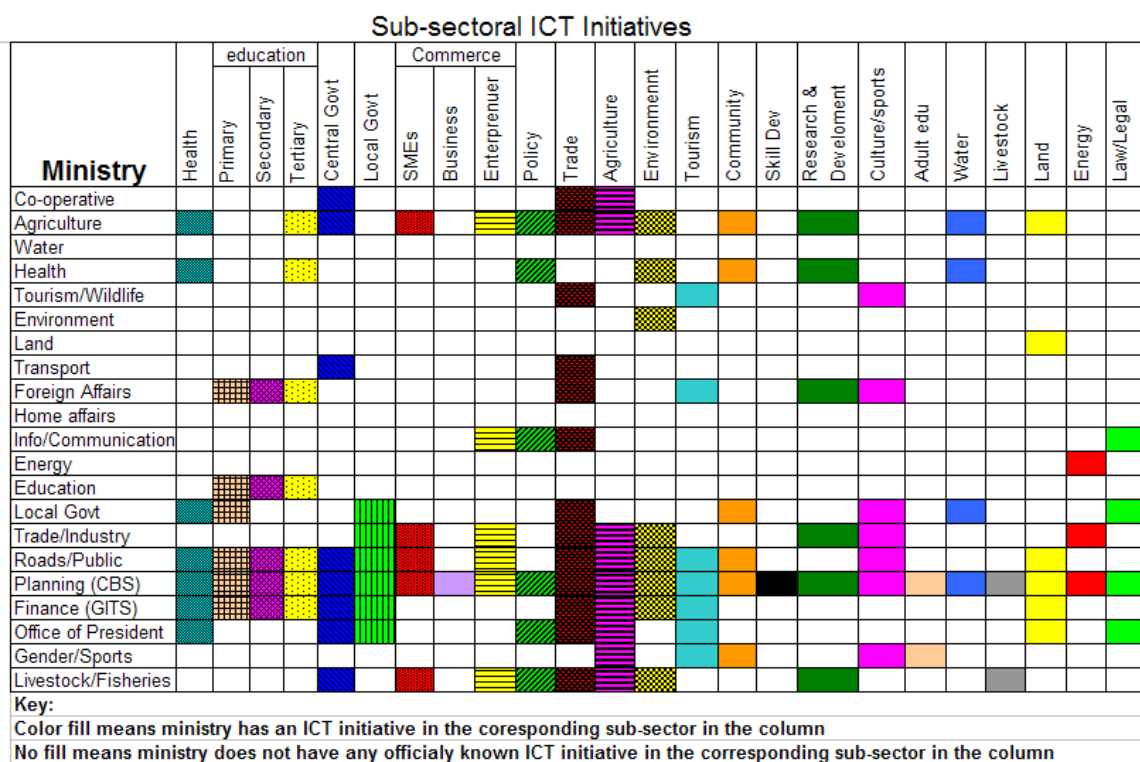 Sub-sectoral ICT Initiatives
education
Commerce
Ministry
Health
Primary
Secondary
Tertiary
Central Govt
Local Govt
SMEs
Business
Enterprenuer
Policy
Trade
Agriculture
Environmennt
Tourism
Community
Skill Dev
Research &
Develoment
Culture/sports
Adult edu
Water
Livestock
Land
Energy
Law/Legal
Co-operative
Agriculture
Water
Health
Tourism/Wildlife
Environment
Land
Transport
Foreign Affairs
Home affairs
Info/Communication
Energy
Education
Local Govt
Trade/Industry
Roads/Public
Planning (CBS)
Finance (GITS)
Office of President
Gender/Sports
Livestock/Fisheries
Key:
Color fill means ministry has an ICT initiative in the coresponding sub-sector in the column
No fill means ministry does not have any officialy known ICT initiative in the corresponding sub-sector in the column